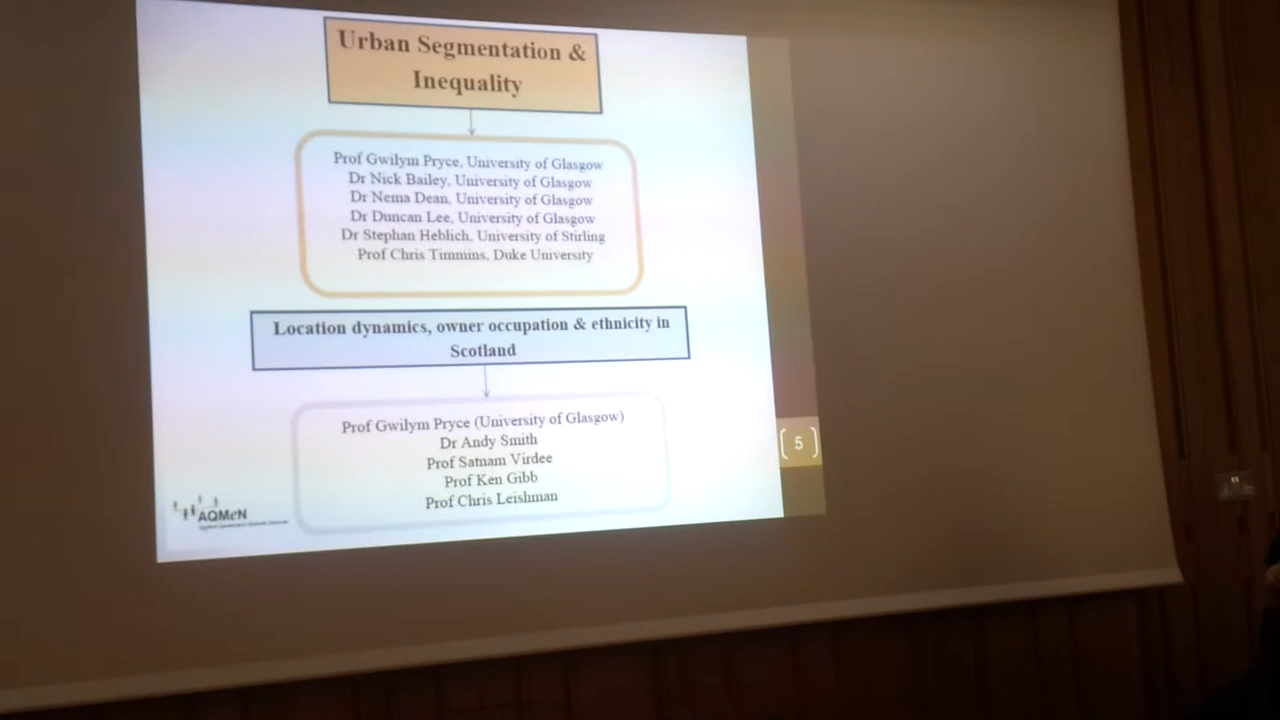 Urban Segmentation &
Inequality
Prof Gwilym Pryce, University of Glasgow
Dr Nick Bailey, University of Glasgow
Dr Nema Dean, University of Glasgow
Dr Duncan Lee, University of Glasgow
Dr Stephan Heblich, University of Stirling
Prof Chris Timmins, Duke University
Location dynamics, owner occupation & ethnicity in
Scotland
Prof Gwilym Pryce (University of Glasgow)
Dr Andy Smith
Prof Satnam Virdee
Prof Ken Gibb
Prof Chris Leishman
5
AQMeN